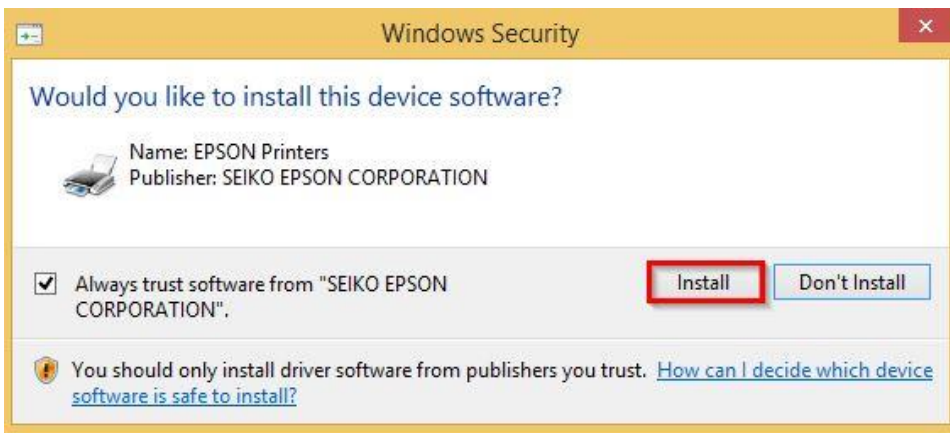 Windows Security
Would you like to install this device software?
Name: EPSON Printers
Publisher: SEIKO EPSON CORPORATION
Always trust software from "SEIKO EPSON
CORPORATION".
Install
Don't Install
You should only install driver software from publishers you trust. How can I decide which device
software is safe to install?